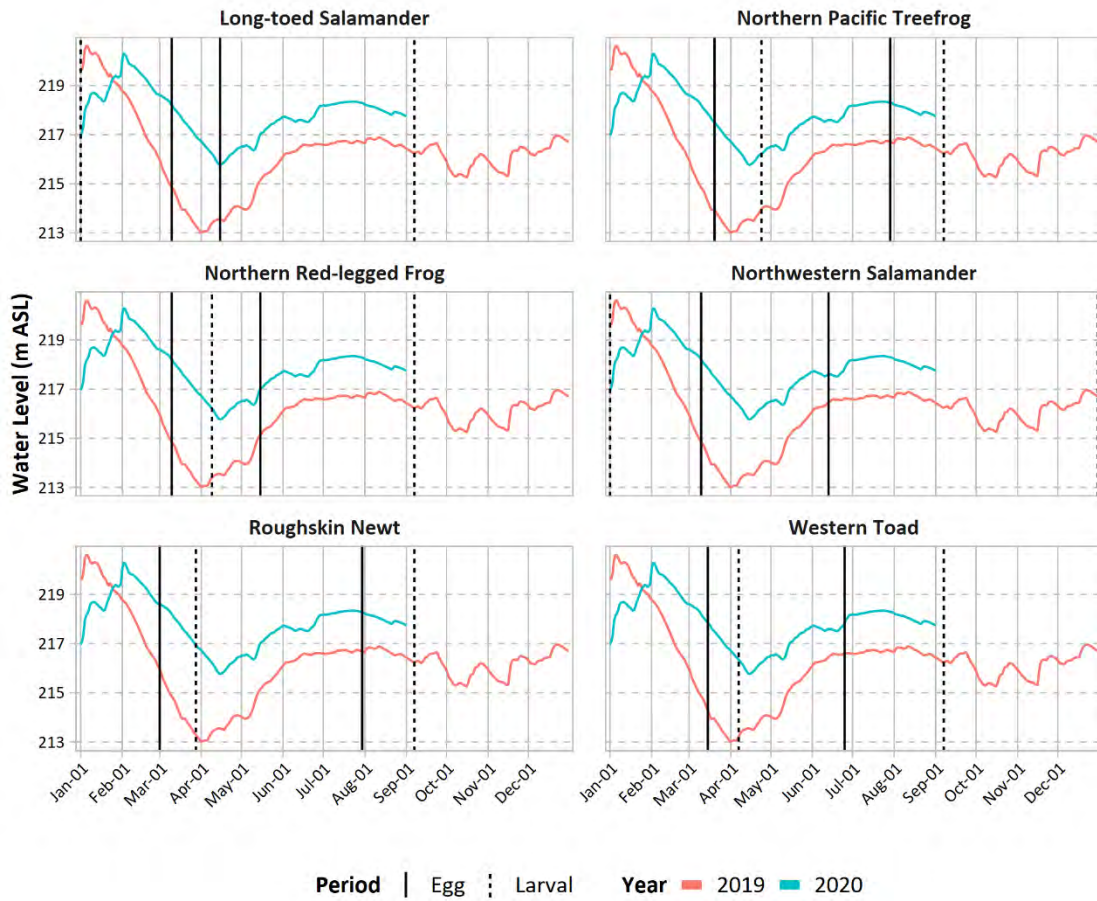 Long-toed Salamander
Northern Pacific Treefrog
219
217
215
213
Northern Red-legged Frog
Northwestern Salamander
Water Level (m ASL)
219
217
215
213
Roughskin Newt
Western Toad
219
217
215
213
Jan-01 Feb-01 Mar-01 Apr-01 May-01 Jun-01 Jul-01 Aug-01 Sep-01 Oct-01 Nov-01 Dec-01
Jan-01 Feb-01 Mar-01 Apr-01 May-01 Jun-01 Jul-01 Aug-01 Sep-01 Oct-01 Nov-01 Dec-01
Period Egg Larval Year 2019 2020